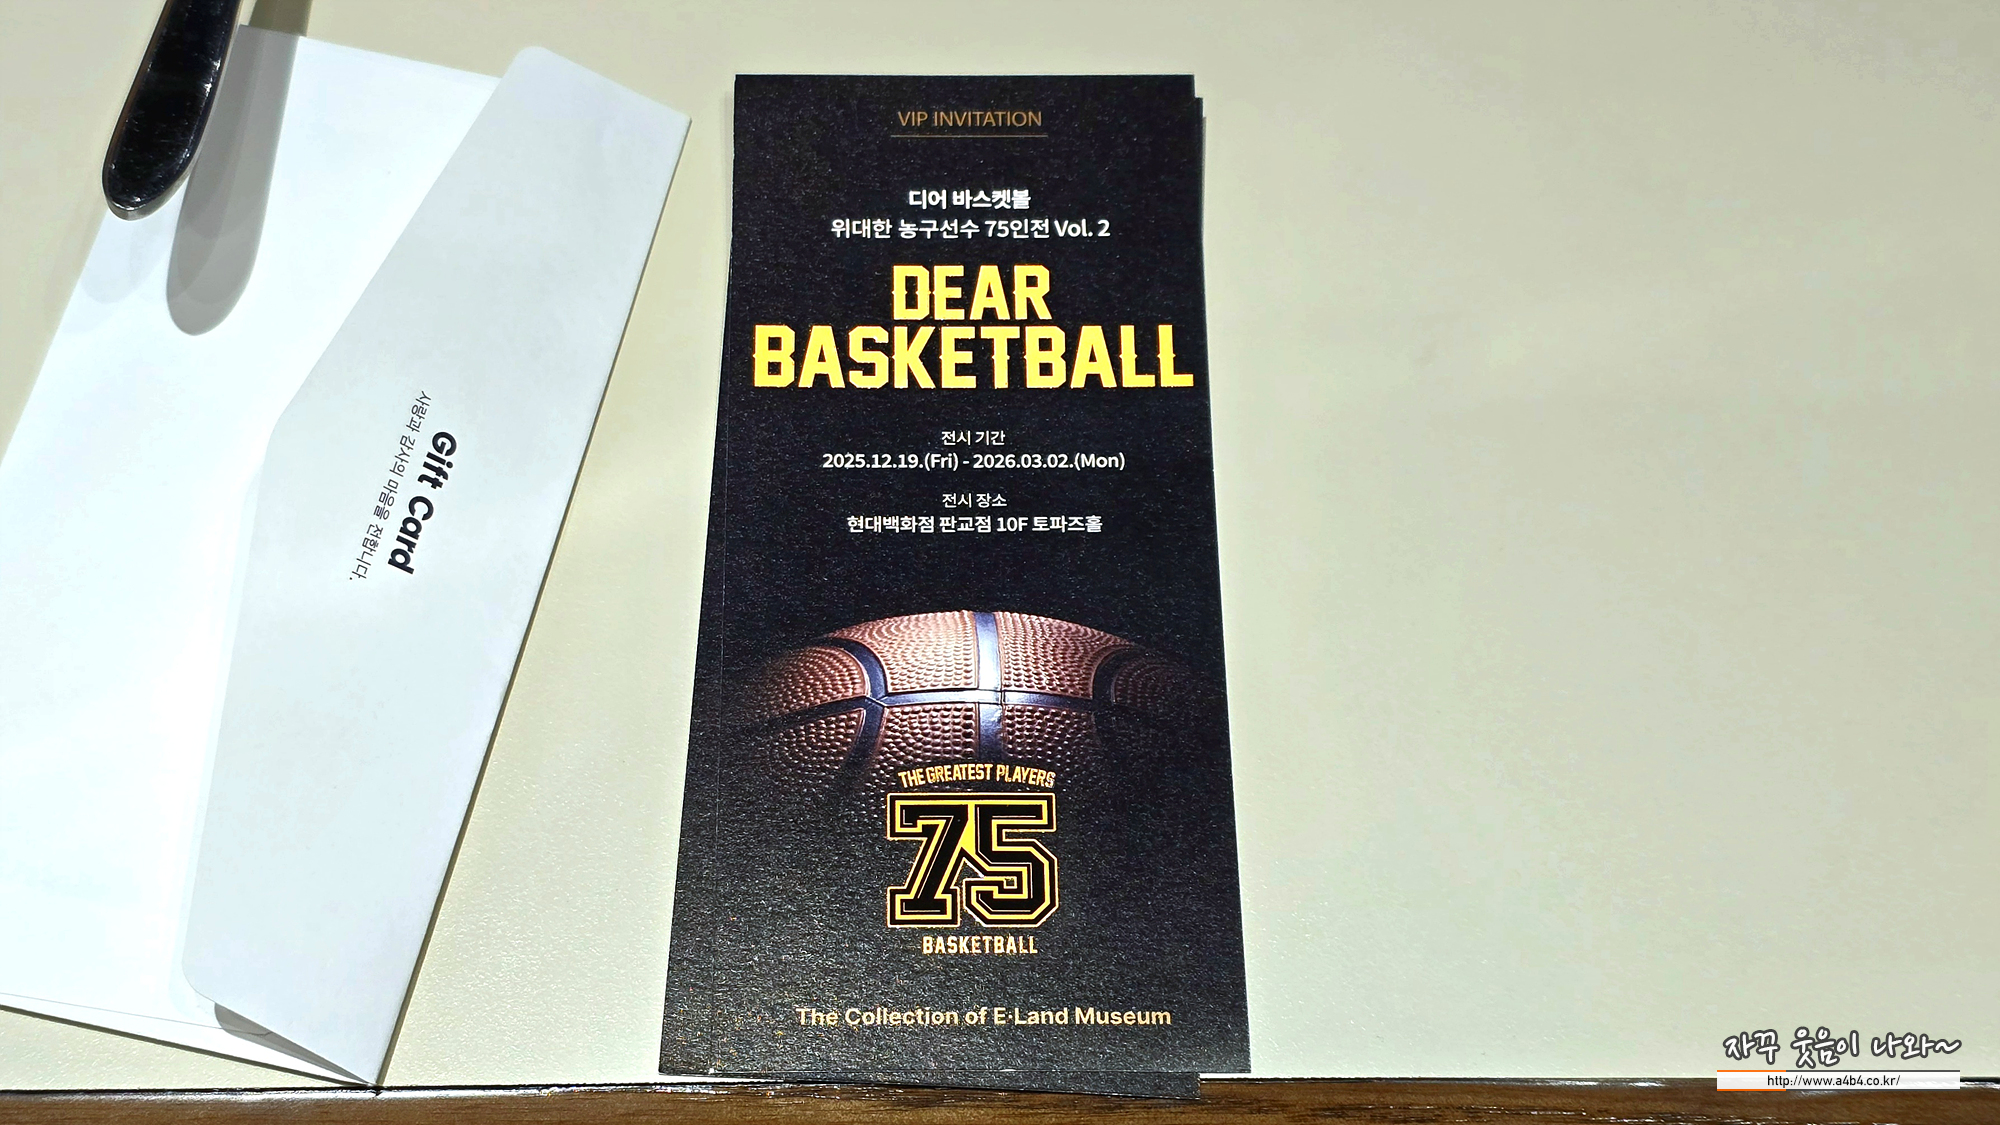 사랑과 감사의 마음을 전합니다.
Gift Card
VIP INVITATION
디어 바스켓볼
위대한 농구선수 75인전 Vol. 2
DEAR
BASKETBALL
전시 기간
2025.12.19.(Fri) - 2026.03.02.(Mon)
전시 장소
현대백화점 판교점 10F 토파즈홀
THE GREATEST PLAYERS
75
BASKETBALL
The Collection of E·Land Museum
자꾸 웃음이 나와~
http://www.a4b4.co.kr/